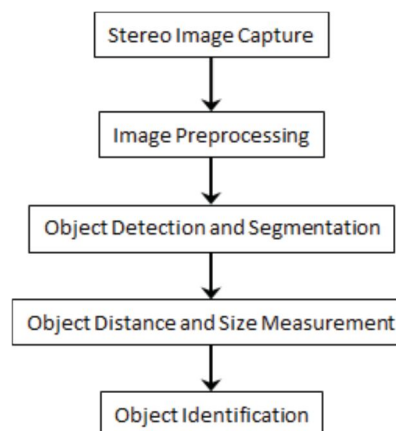 Stereo Image Capture
Image Preprocessing
Object Detection and Segmentation
Object Distance and Size Measurement
Object Identification